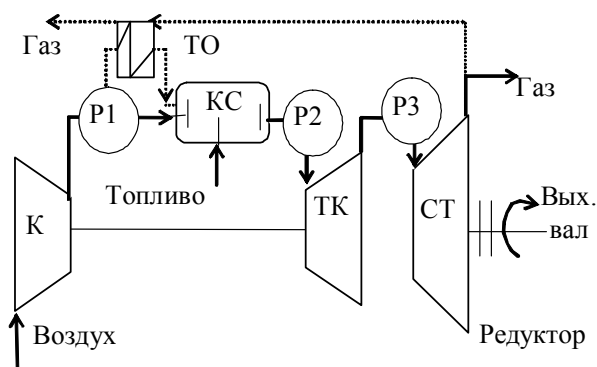 Газ
ТО
Р1
КС
Р2
Р3
Газ
Топливо
К
ТК
СТ
Вых.
вал
Воздух
Редуктор